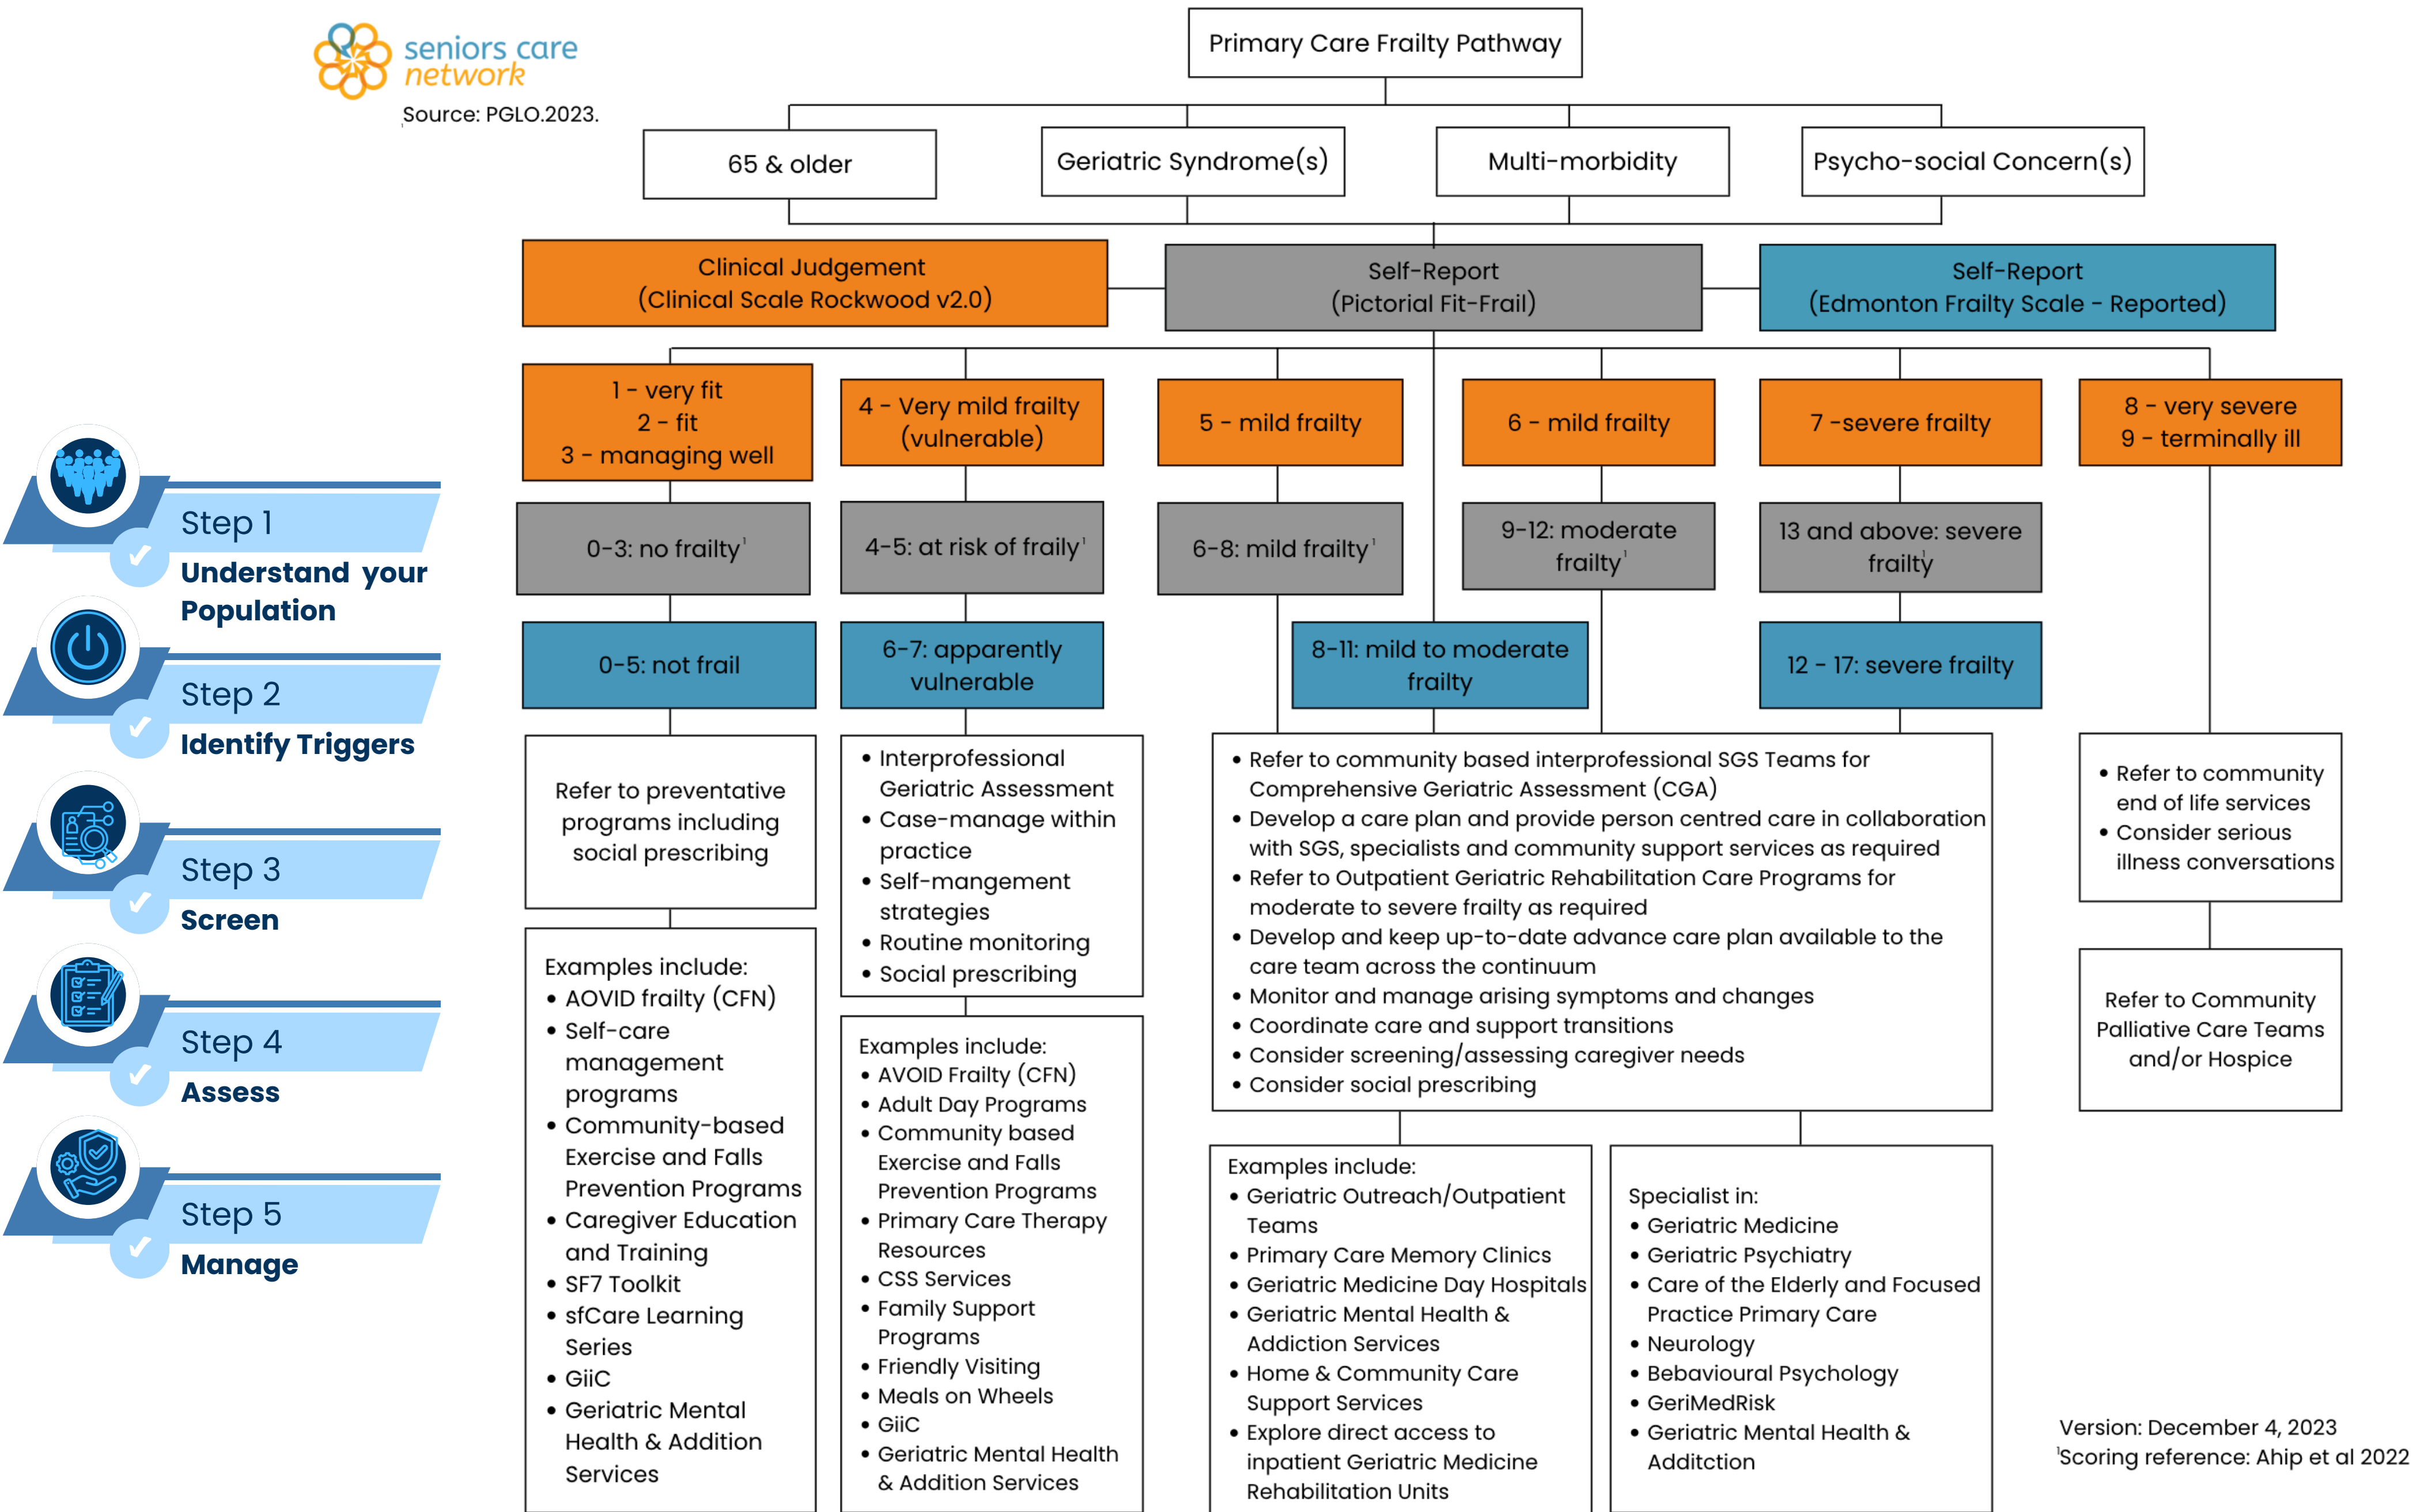 seniors care
network
Source: PGLO.2023.
Primary Care Frailty Pathway
65 & older
Geriatric Syndrome(s)
Multi-morbidity
Psycho-social Concern(s)
Clinical Judgement
(Clinical Scale Rockwood v2.0)
Self-Report
(Pictorial Fit-Frail)
Self-Report
(Edmonton Frailty Scale - Reported)
1 - very fit
2 - fit
3 - managing well
4 - Very mild frailty
(vulnerable)
5 - mild frailty
6 - mild frailty
7 -severe frailty
8 - very severe
9 - terminally ill
0-3: no frailty¹
4-5: at risk of fraily¹
6-8: mild frailty¹
9-12: moderate
frailty¹
13 and above: severe
frailty¹
0-5: not frail
6-7: apparently
vulnerable
8-11: mild to moderate
frailty
12 - 17: severe frailty
Refer to preventative
programs including
social prescribing
• Interprofessional
Geriatric Assessment
• Case-manage within
practice
• Self-mangement
strategies
• Routine monitoring
• Social prescribing
• Refer to community based interprofessional SGS Teams for
Comprehensive Geriatric Assessment (CGA)
• Develop a care plan and provide person centred care in collaboration
with SGS, specialists and community support services as required
• Refer to Outpatient Geriatric Rehabilitation Care Programs for
moderate to severe frailty as required
• Develop and keep up-to-date advance care plan available to the
care team across the continuum
• Monitor and manage arising symptoms and changes
• Coordinate care and support transitions
• Consider screening/assessing caregiver needs
• Consider social prescribing
• Refer to community
end of life services
• Consider serious
illness conversations
Refer to Community
Palliative Care Teams
and/or Hospice
Examples include:
• AOVID frailty (CFN)
• Self-care
management
programs
• Community-based
Exercise and Falls
Prevention Programs
• Caregiver Education
and Training
• SF7 Toolkit
• sfCare Learning
Series
• GiiC
• Geriatric Mental
Health & Addition
Services
Examples include:
• AVOID Frailty (CFN)
• Adult Day Programs
• Community based
Exercise and Falls
Prevention Programs
• Primary Care Therapy
Resources
• CSS Services
• Family Support
Programs
• Friendly Visiting
• Meals on Wheels
• GiiC
• Geriatric Mental Health
& Addition Services
Examples include:
• Geriatric Outreach/Outpatient
Teams
• Primary Care Memory Clinics
• Geriatric Medicine Day Hospitals
• Geriatric Mental Health &
Addiction Services
• Home & Community Care
Support Services
• Explore direct access to
inpatient Geriatric Medicine
Rehabilitation Units
Specialist in:
• Geriatric Medicine
• Geriatric Psychiatry
• Care of the Elderly and Focused
Practice Primary Care
• Neurology
• Bebavioural Psychology
• GeriMedRisk
• Geriatric Mental Health &
Additction
Step 1
Understand your
Population
Step 2
Identify Triggers
Step 3
Screen
Step 4
Assess
Step 5
Manage
Version: December 4, 2023
¹Scoring reference: Ahip et al 2022